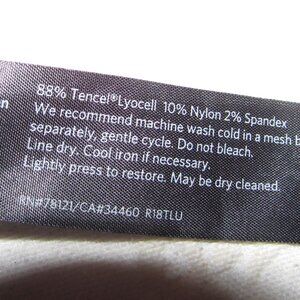 88% Tencel®Lyocell 10% Nylon 2% Spandex
We recommend machine wash cold in a mesh
separately, gentle cycle. Do not bleach.
Line dry. Cool iron if necessary.
Lightly press to restore. May be dry cleaned.
RN#78121/CA#34460 R18TLU